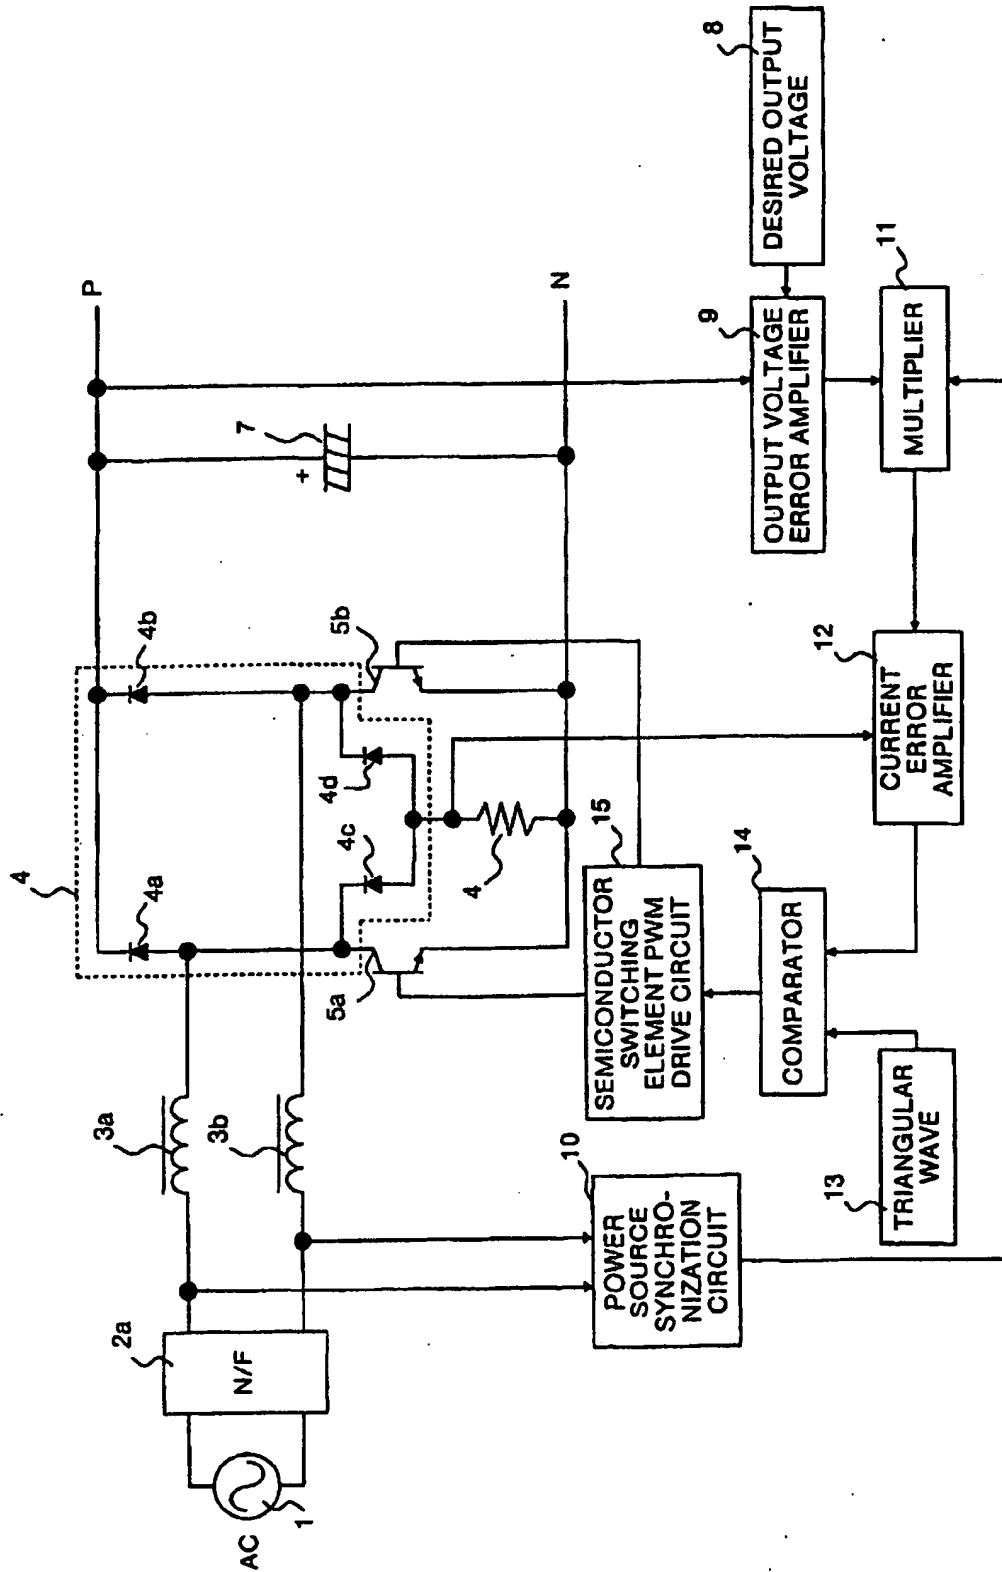 AC
1
2a
N/F
3a
3b
4
4a
4b
4c
4d
5a
5b
4
7
+
P
N
10
POWER
SOURCE
SYNCHRO-
NIZATION
CIRCUIT
15
SEMICONDUCTOR
SWITCHING
ELEMENT PWM
DRIVE CIRCUIT
13
TRIANGULAR
WAVE
14
COMPARATOR
12
CURRENT
ERROR
AMPLIFIER
9
OUTPUT VOLTAGE
ERROR AMPLIFIER
8
DESIRED OUTPUT
VOLTAGE
11
MULTIPLIER